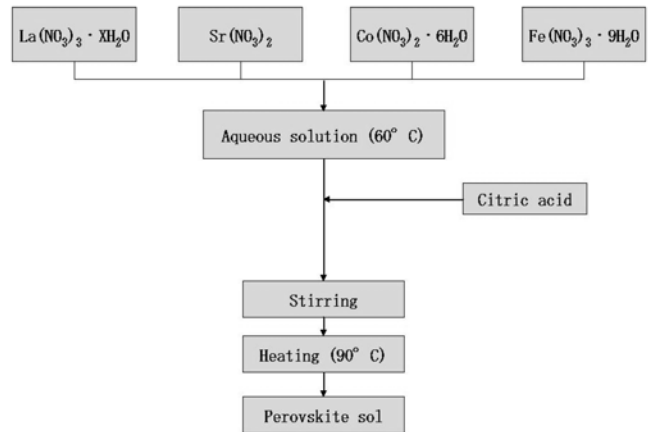 La(NO₃)₃ · XH₂O
Sr(NO₃)₂
Co(NO₃)₂ · 6H₂O
Fe(NO₃)₃ · 9H₂O
Aqueous solution (60° C)
Citric acid
Stirring
Heating (90° C)
Perovskite sol